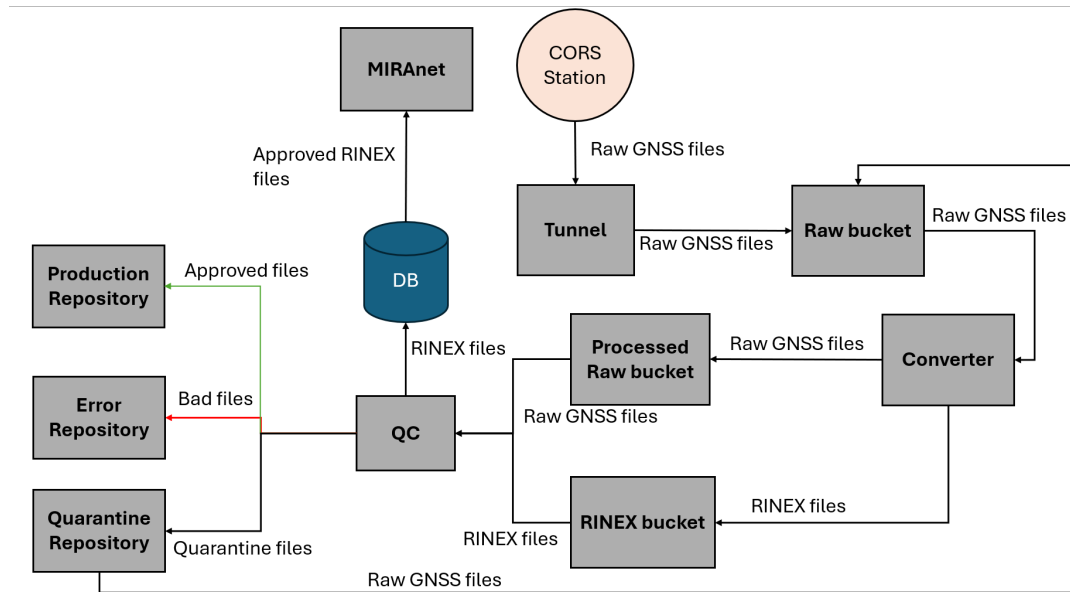 MIRAnet
CORS
Station
Approved RINEX
files
Raw GNSS files
Tunnel
Raw GNSS files
Raw bucket
Raw GNSS files
Production
Repository
Approved files
DB
RINEX files
Processed
Raw bucket
Raw GNSS files
Converter
Error
Repository
Bad files
QC
Raw GNSS files
Quarantine
Repository
Quarantine files
RINEX files
RINEX bucket
RINEX files
Raw GNSS files